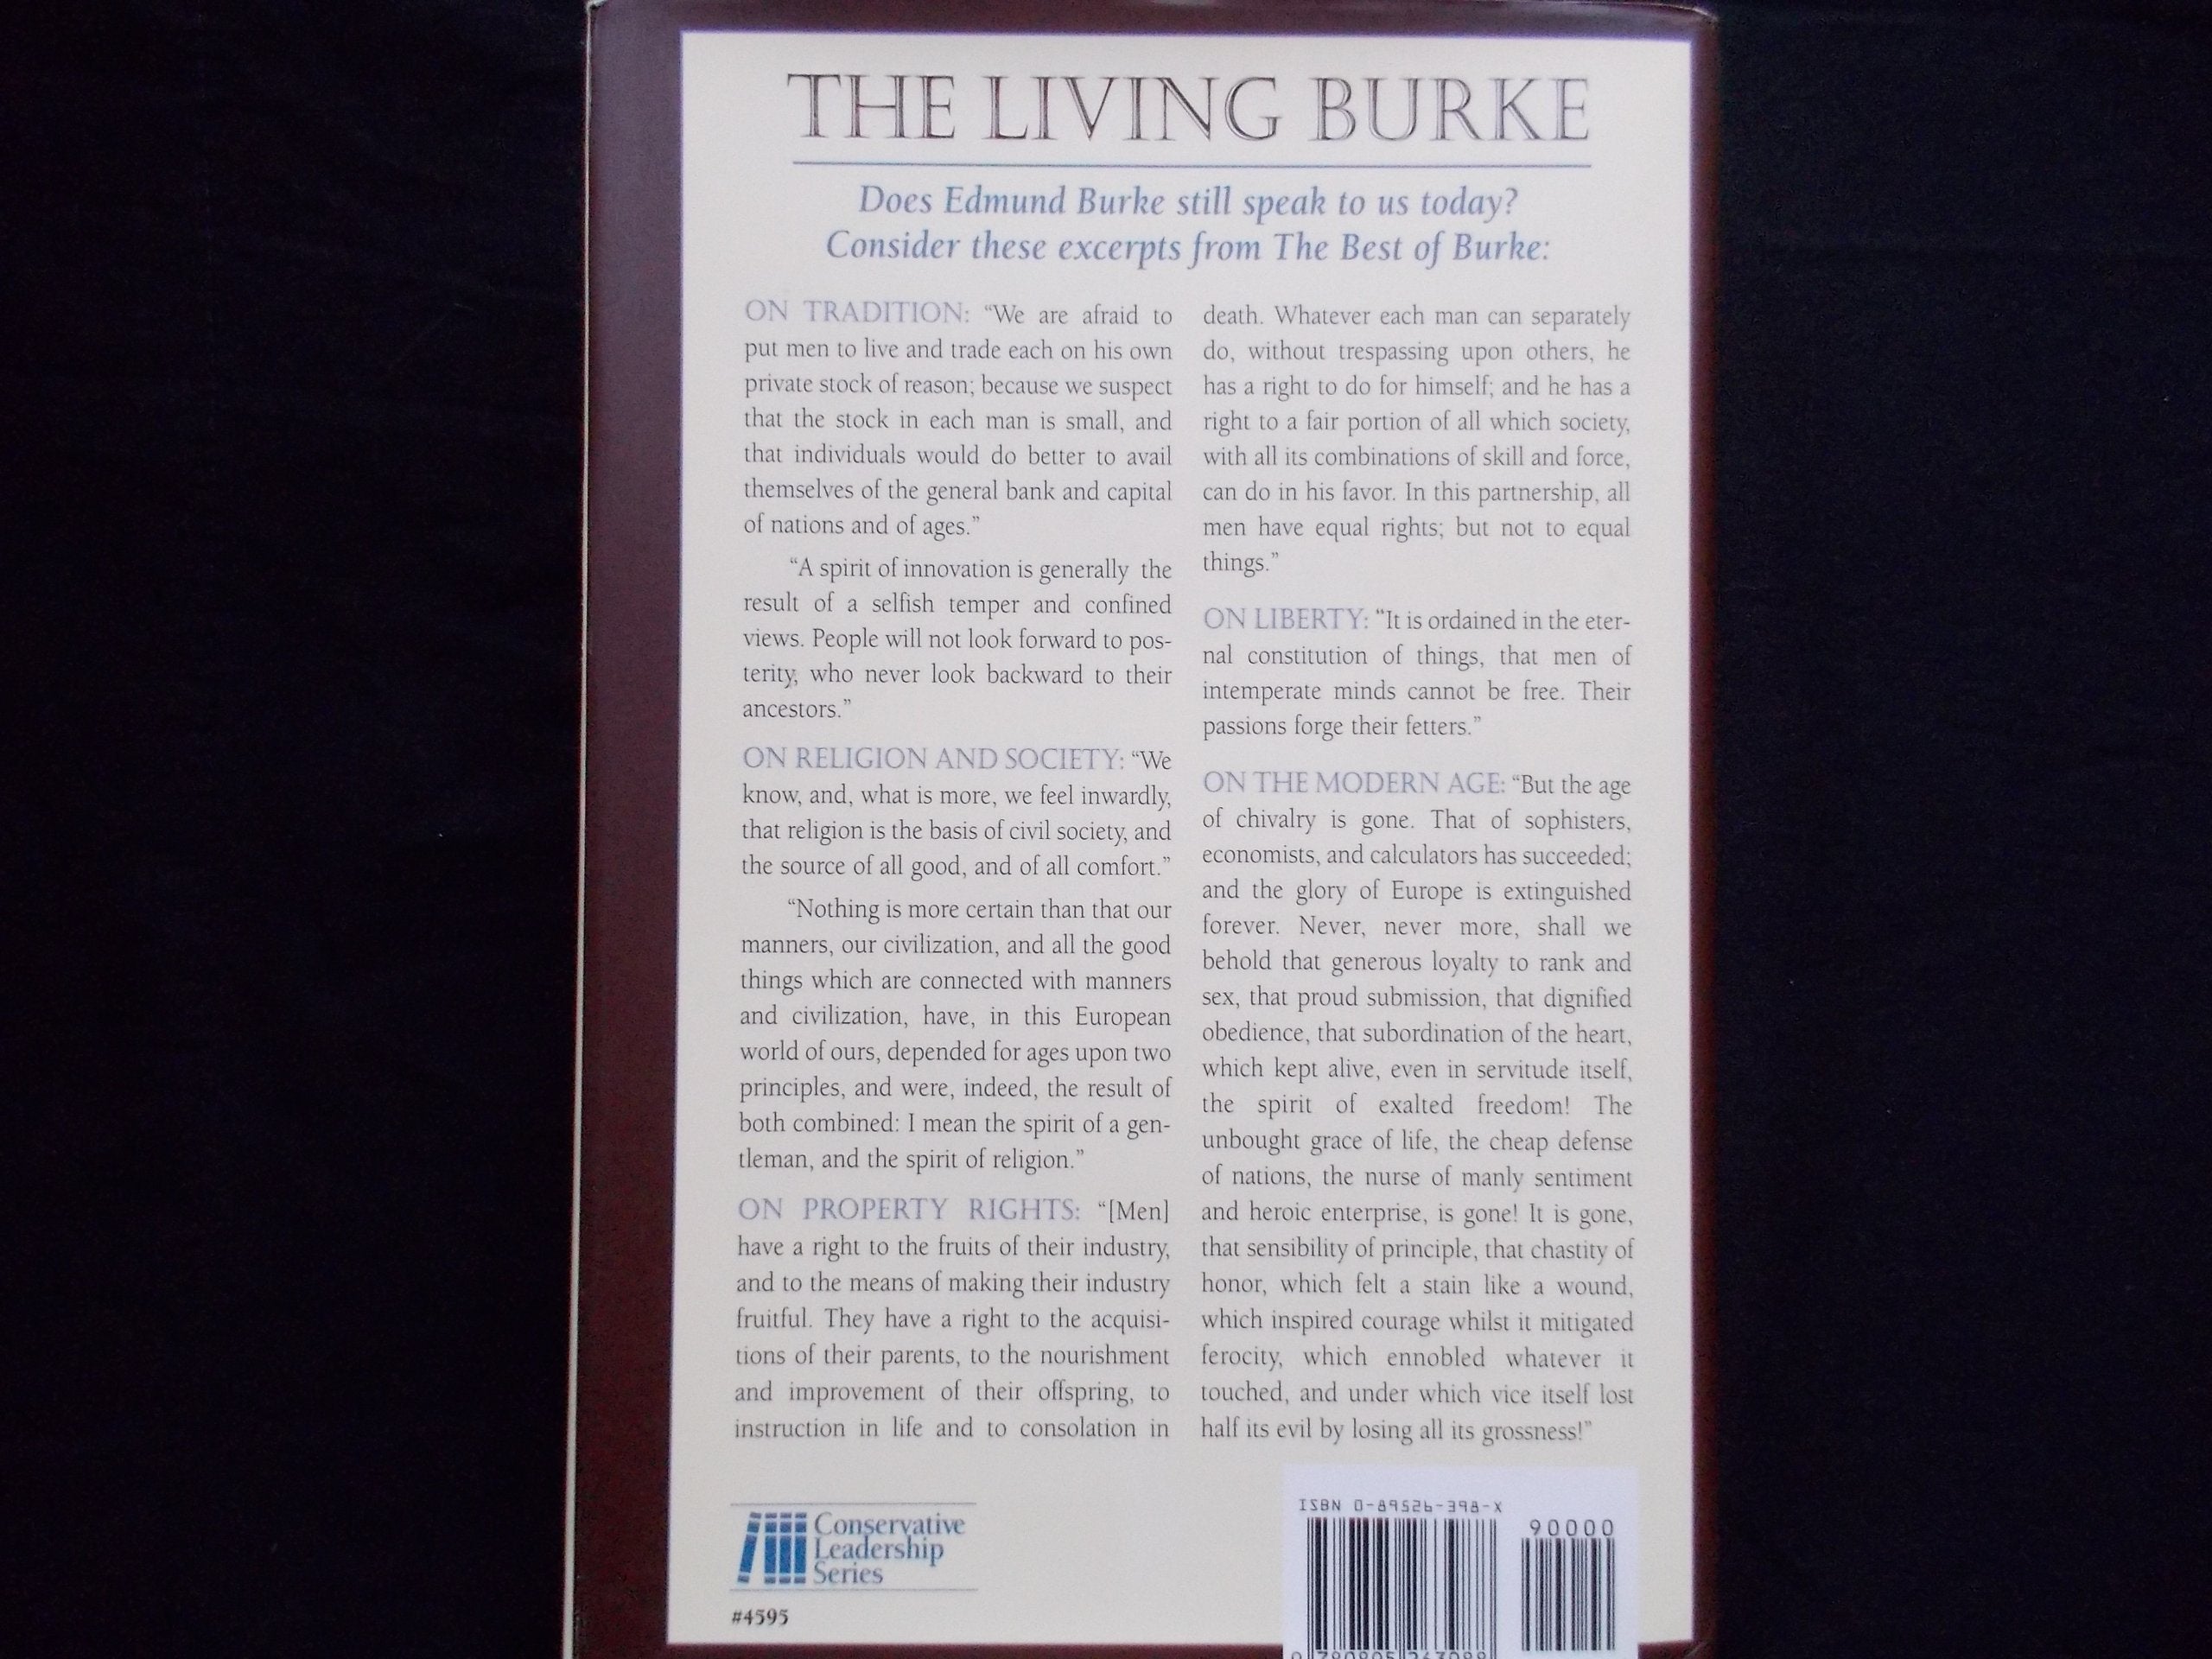 THE LIVING BURKE
Does Edmund Burke still speak to us today?
Consider these excerpts from The Best of Burke:
ON TRADITION: “We are afraid to
put men to live and trade each on his own
private stock of reason; because we suspect
that the stock in each man is small, and
that individuals would do better to avail
themselves of the general bank and capital
of nations and of ages.”
“A spirit of innovation is generally the
result of a selfish temper and confined
views. People will not look forward to pos-
terity, who never look backward to their
ancestors.”
ON RELIGION AND SOCIETY: “We
know, and, what is more, we feel inwardly,
that religion is the basis of civil society, and
the source of all good, and of all comfort.”
“Nothing is more certain than that our
manners, our civilization, and all the good
things which are connected with manners
and civilization, have, in this European
world of ours, depended for ages upon two
principles, and were, indeed, the result of
both combined: I mean the spirit of a gen-
tleman, and the spirit of religion.”
ON PROPERTY RIGHTS: “[Men]
have a right to the fruits of their industry,
and to the means of making their industry
fruitful. They have a right to the acquisi-
tions of their parents, to the nourishment
and improvement of their offspring, to
instruction in life and to consolation in
death. Whatever each man can separately
do, without trespassing upon others, he
has a right to do for himself; and he has a
right to a fair portion of all which society,
with all its combinations of skill and force,
can do in his favor. In this partnership, all
men have equal rights; but not to equal
things.”
ON LIBERTY: “It is ordained in the eter-
nal constitution of things, that men of
intemperate minds cannot be free. Their
passions forge their fetters.”
ON THE MODERN AGE: “But the age
of chivalry is gone. That of sophisters,
economists, and calculators has succeeded;
and the glory of Europe is extinguished
forever. Never, never more, shall we
behold that generous loyalty to rank and
sex, that proud submission, that dignified
obedience, that subordination of the heart,
which kept alive, even in servitude itself,
the spirit of exalted freedom! The
unbought grace of life, the cheap defense
of nations, the nurse of manly sentiment
and heroic enterprise, is gone! It is gone,
that sensibility of principle, that chastity of
honor, which felt a stain like a wound,
which inspired courage whilst it mitigated
ferocity, which ennobled whatever it
touched, and under which vice itself lost
half its evil by losing all its grossness!”
Conservative
Leadership
Series
#4595
ISBN 0-89526-398-X
90000